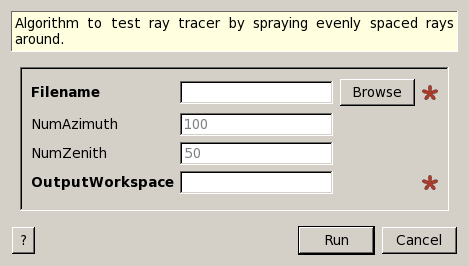 Algorithm to test ray tracer by spraying evenly spaced rays
around.
Filename Browse *
NumAzimuth 100
NumZenith 50
OutputWorkspace *
? Run Cancel